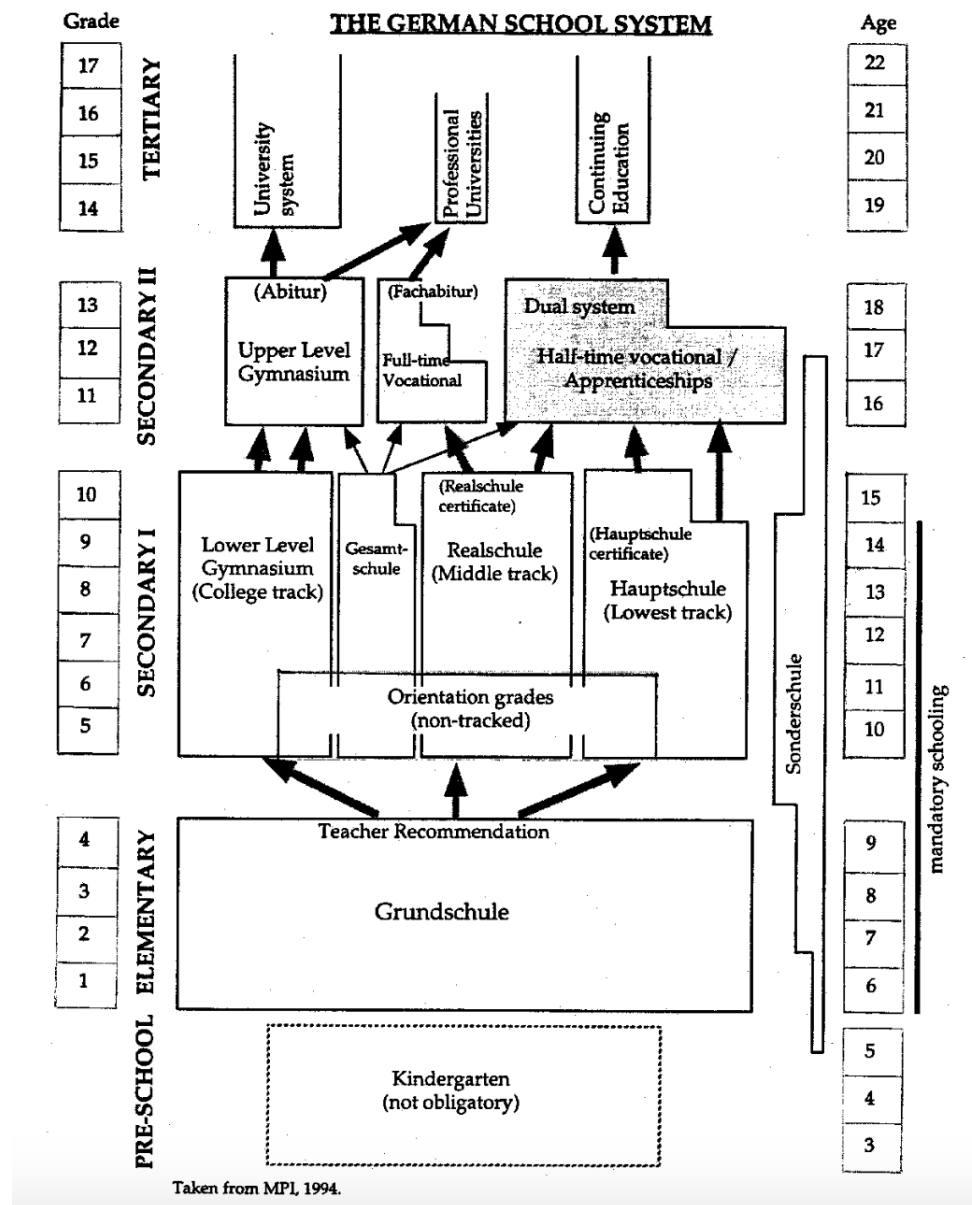 Grade
THE GERMAN SCHOOL SYSTEM
Age
17
16
15
14
TERTIARY
University
system
Professional
Universities
Continuing
Education
22
21
20
19
13
12
11
SECONDARY II
(Abitur)
Upper Level
Gymnasium
(Fachabitur)
Full-time
Vocational
Dual system
Half-time vocational /
Apprenticeships
18
17
16
10
9
8
7
6
5
SECONDARY I
Lower Level
Gymnasium
(College track)
Gesamt-
schule
(Realschule
certificate)
Realschule
(Middle track)
(Hauptschule
certificate)
Hauptschule
(Lowest track)
Orientation grades
(non-tracked)
Sonderschule
15
14
13
12
11
10
mandatory schooling
4
3
2
1
ELEMENTARY
Teacher Recommendation
Grundschule
9
8
7
6
PRE-SCHOOL
Kindergarten
(not obligatory)
5
4
3
Taken from MPI, 1994.